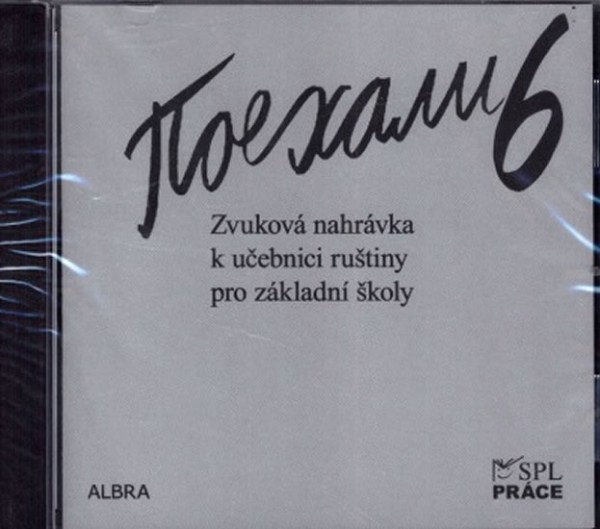 Поехали 6
Zvuková nahrávka
k učebnici ruštiny
pro základní školy
ALBRA
SPL
PRÁCE